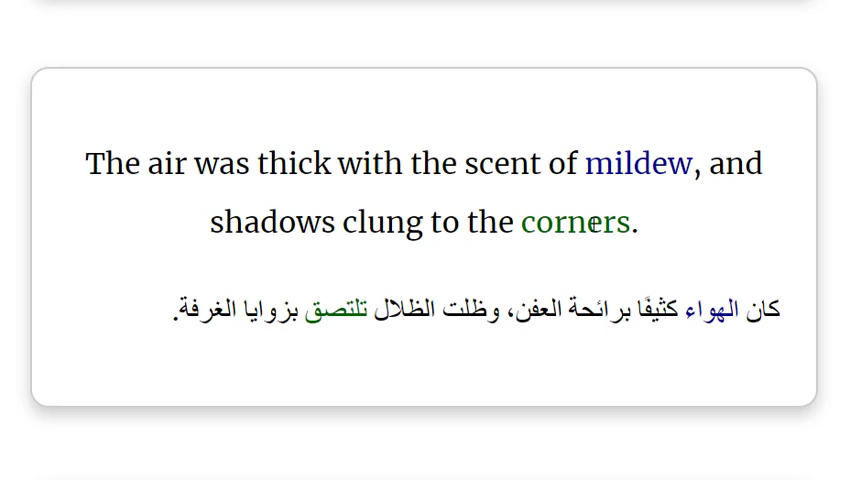 The air was thick with the scent of mildew, and
shadows clung to the corners.
كان الهواء كثيفًا برائحة العفن، وظلت الظلال تلتصق بزوايا الغرفة.